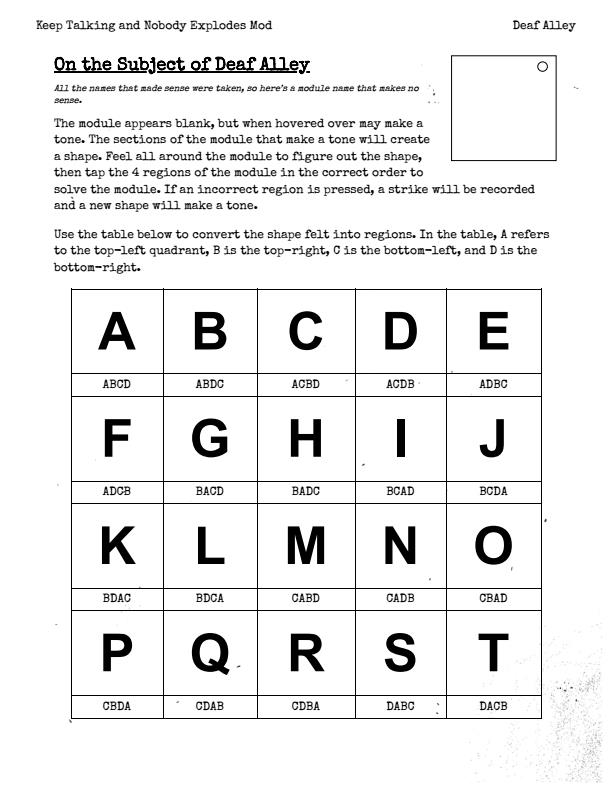 Keep Talking and Nobody Explodes Mod
Deaf Alley
On the Subject of Deaf Alley
All the names that made sense were taken, so here's a module name that makes no
sense.
The module appears blank, but when hovered over may make a
tone. The sections of the module that make a tone will create
a shape. Feel all around the module to figure out the shape,
then tap the 4 regions of the module in the correct order to
solve the module. If an incorrect region is pressed, a strike will be recorded
and a new shape will make a tone.
Use the table below to convert the shape felt into regions. In the table, A refers
to the top-left quadrant, B is the top-right, C is the bottom-left, and D is the
bottom-right.
A B C D E
ABCD ABDC ACBD ACDB ADBC
F G H I J
ADCB BACD BADC BCAD BCDA
K L M N O
BDAC BDCA CABD CADB CBAD
P Q R S T
CBDA CDAB CDBA DABC DACB